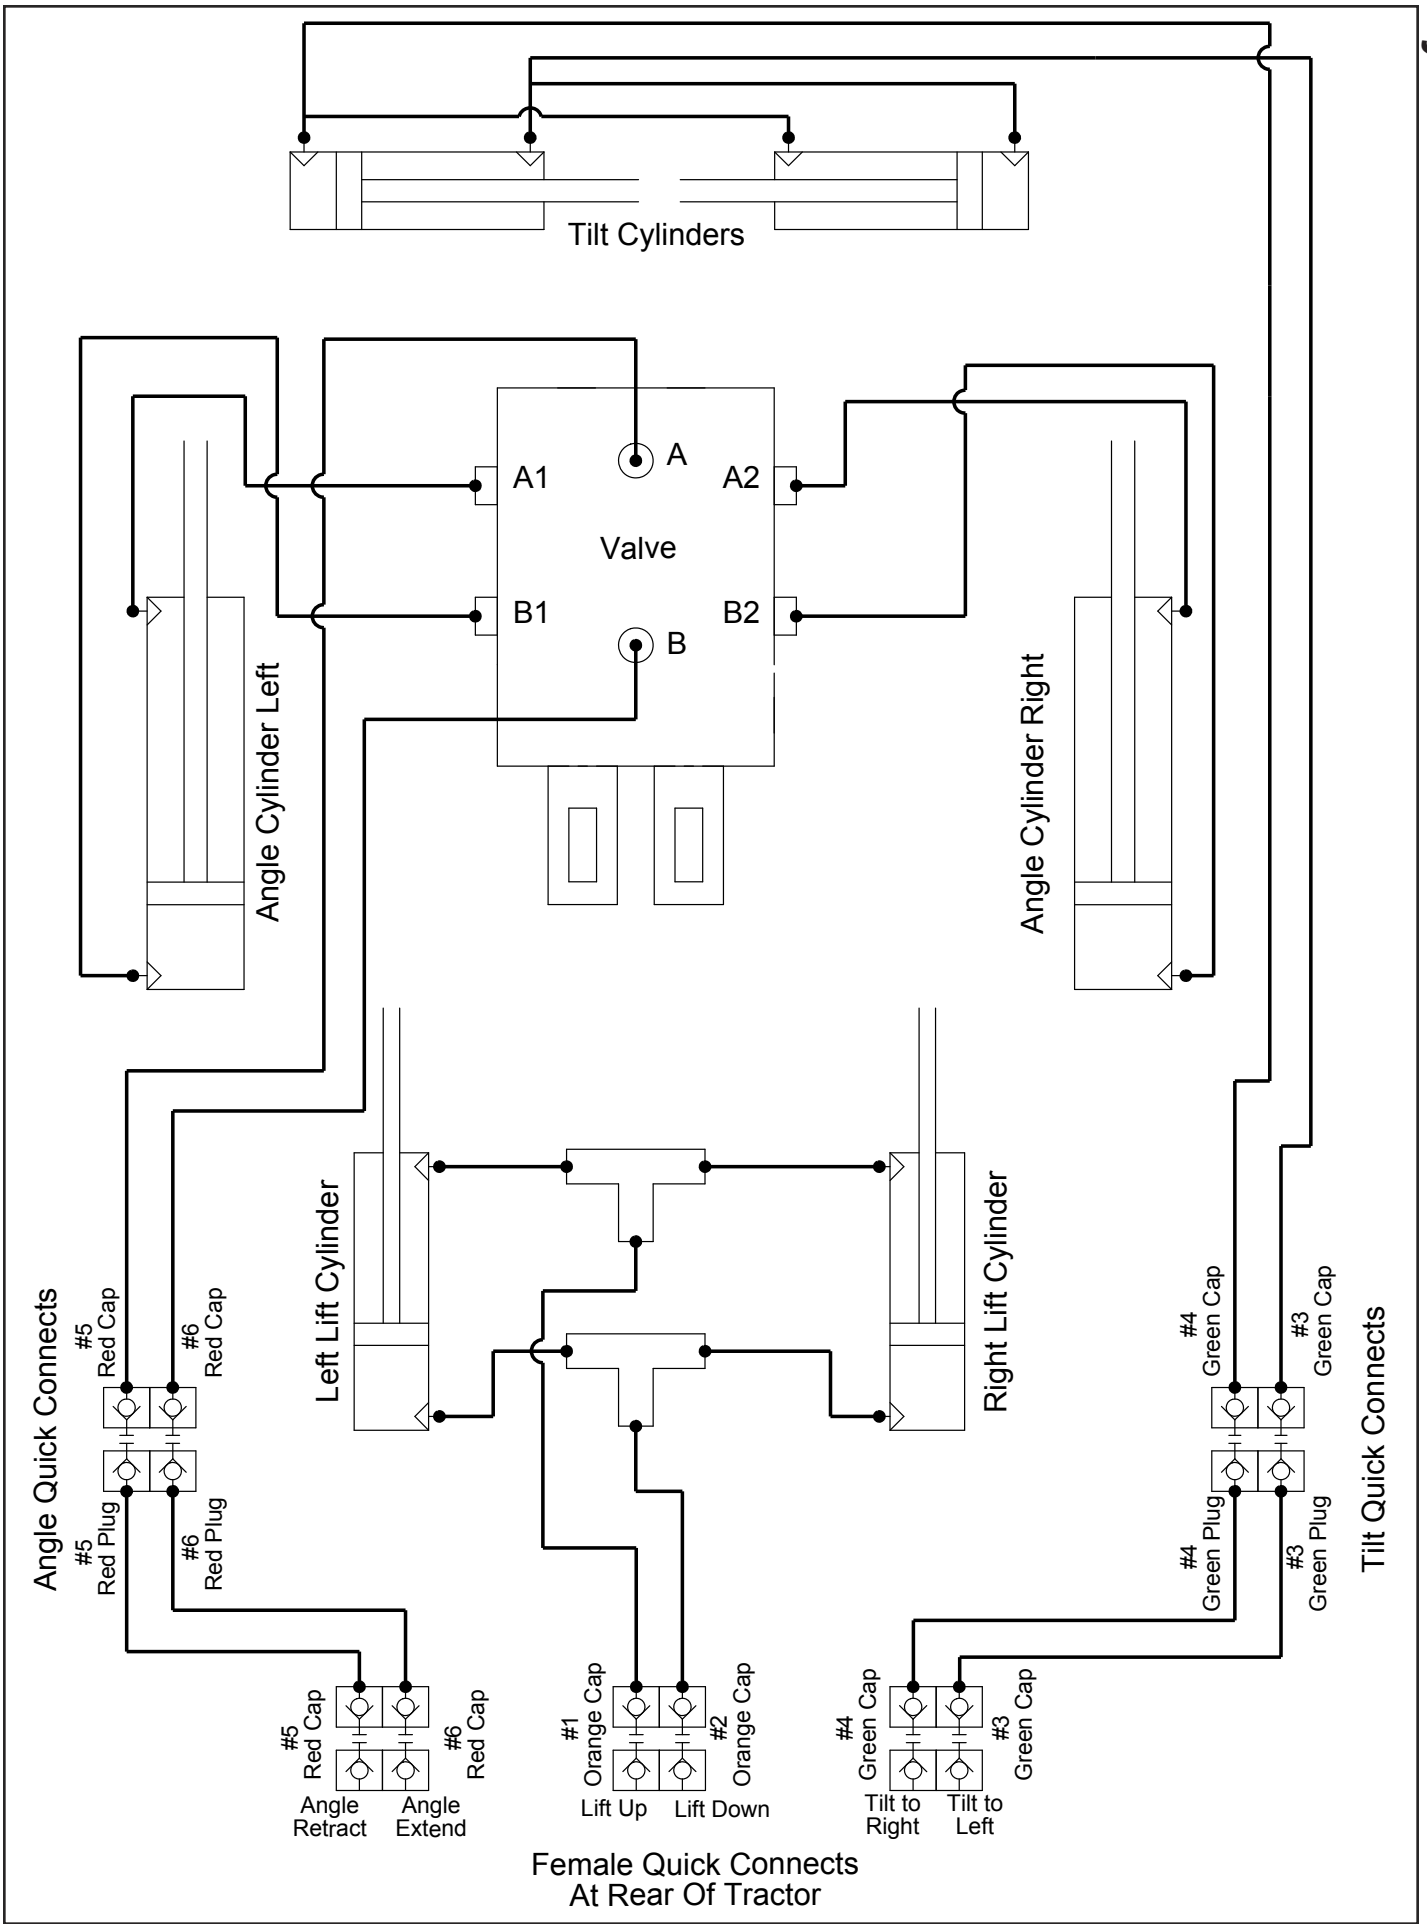 Tilt Cylinders
A
A1
A2
Valve
B1
B2
B
Angle Cylinder Left
Angle Cylinder Right
Left Lift Cylinder
Right Lift Cylinder
Angle Quick Connects
#5
Red Cap
#6
Red Cap
#4
Green Cap
#3
Green Cap
Tilt Quick Connects
#5
Red Plug
#6
Red Plug
#4
Green Plug
#3
Green Plug
#5
Red Cap
#6
Red Cap
#1
Orange Cap
#2
Orange Cap
#4
Green Cap
#3
Green Cap
Angle
Retract
Angle
Extend
Lift Up
Lift Down
Tilt to
Right
Tilt to
Left
Female Quick Connects
At Rear Of Tractor